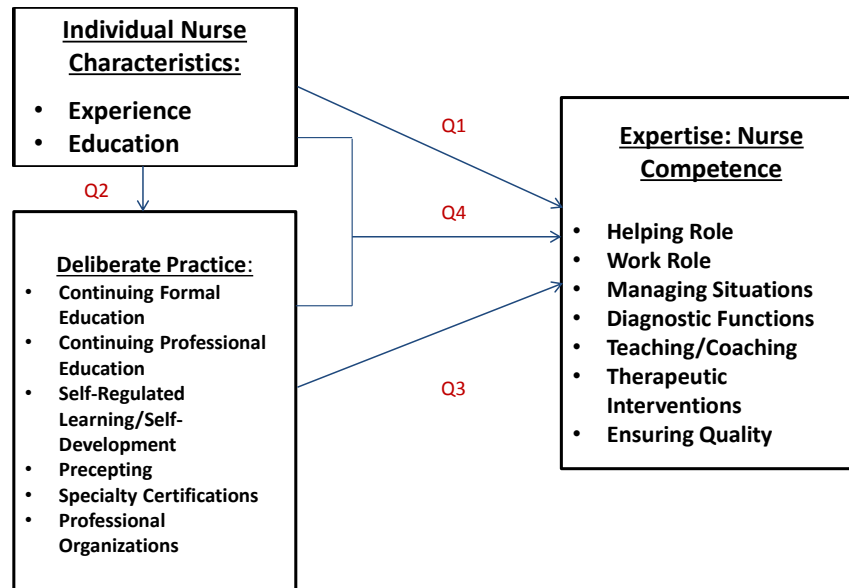 Individual Nurse
Characteristics:
• Experience
• Education
Q1
Q2
Q4
Q3
Deliberate Practice:
• Continuing Formal
Education
• Continuing Professional
Education
• Self-Regulated
Learning/Self-
Development
• Precepting
• Specialty Certifications
• Professional
Organizations
Expertise: Nurse
Competence
• Helping Role
• Work Role
• Managing Situations
• Diagnostic Functions
• Teaching/Coaching
• Therapeutic
Interventions
• Ensuring Quality